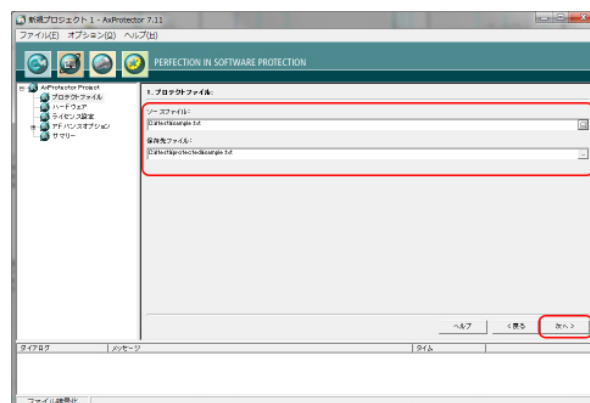 新規プロジェクト 1 - AxProtector 7.11
ファイル(F) オプション(O) ヘルプ(H)
PERFECTION IN SOFTWARE PROTECTION
AxProtector Project
プロテクトファイル
ハードウェア
ライセンス設定
アドバンスオプション
サマリー
1. プロテクトファイル:
ソースファイル:
D:\test\sample.txt
保存先ファイル:
D:\test\protected\sample.txt
ヘルプ
<戻る
次へ>
ダイアログ メッセージ タイム
ファイル暗号化